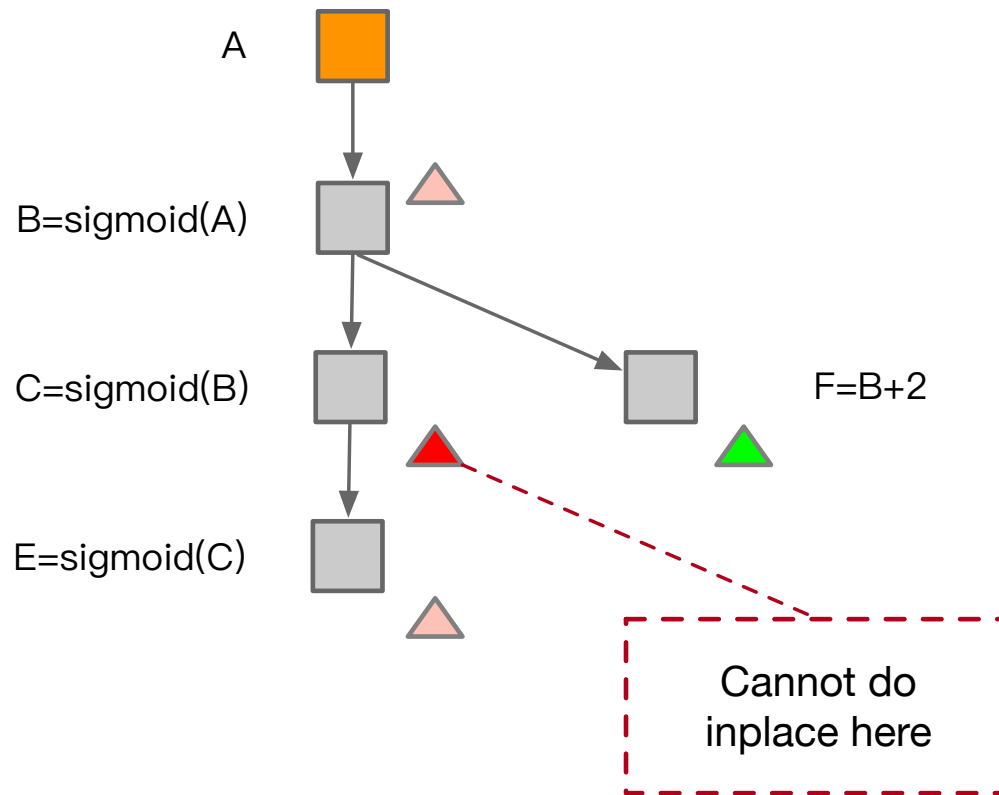 A
B=sigmoid(A)
C=sigmoid(B)
F=B+2
E=sigmoid(C)
Cannot do
inplace here